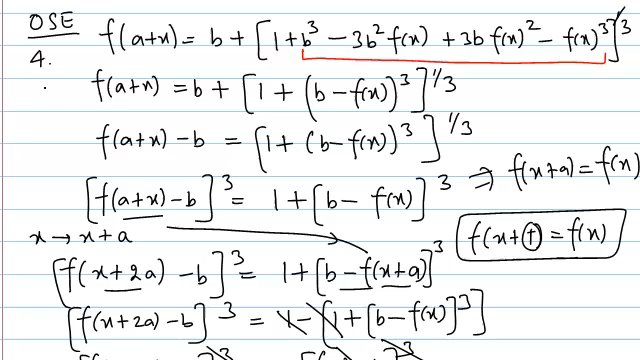 OSE
4. f(a+x) = b + [1 + b³ − 3b² f(x) + 3b f(x)² − f(x)³]^1/3
f(a+x) = b + [1 + (b − f(x))³]^1/3
f(a+x) − b = [1 + (b − f(x))³]^1/3
[f(a+x) − b]³ = 1 + [b − f(x)]³ ⇒ f(x+a) = f(x)
x → x + a
f(x+T) = f(x)
[f(x+2a) − b]³ = 1 + [b − f(x+a)]³
[f(x+2a) − b]³ = 1 − [1 + [b − f(x)]³]